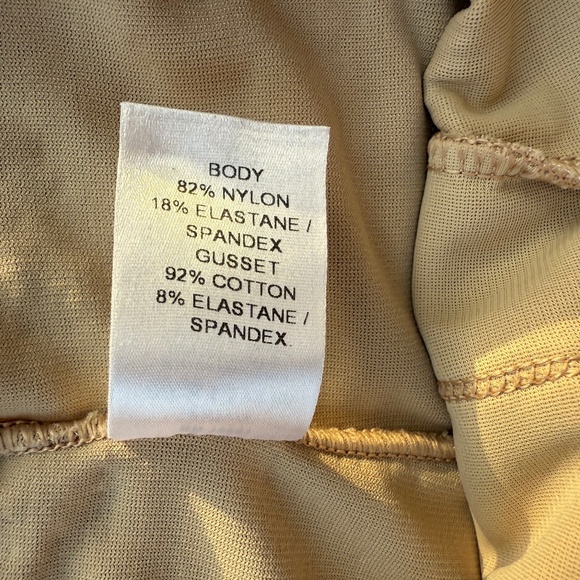 BODY
82% NYLON
18% ELASTANE /
SPANDEX
GUSSET
92% COTTON
8% ELASTANE /
SPANDEX